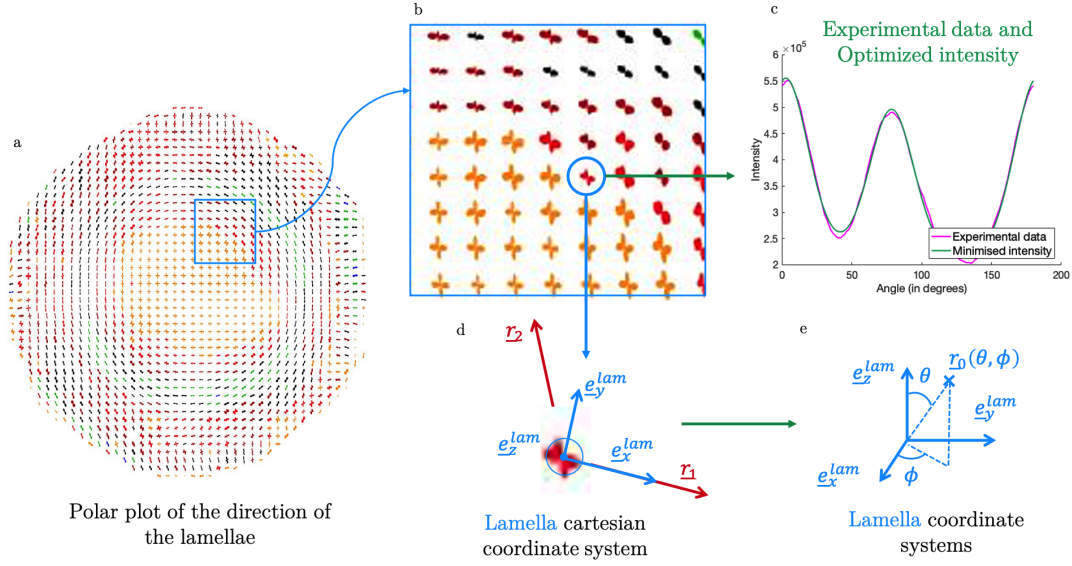 a
Polar plot of the direction of
the lamellae
b
c
Experimental data and
Optimized intensity
×10⁵
6
5.5
5
4.5
4
3.5
3
2.5
2
Intensity
0
50
100
150
200
Angle (in degrees)
Experimental data
Minimised intensity
d
r₂
e_y^lam
e_z^lam
e_x^lam
r₁
Lamella cartesian
coordinate system
e
e_z^lam
θ
r₀(θ, ϕ)
e_y^lam
e_x^lam
ϕ
Lamella coordinate
systems